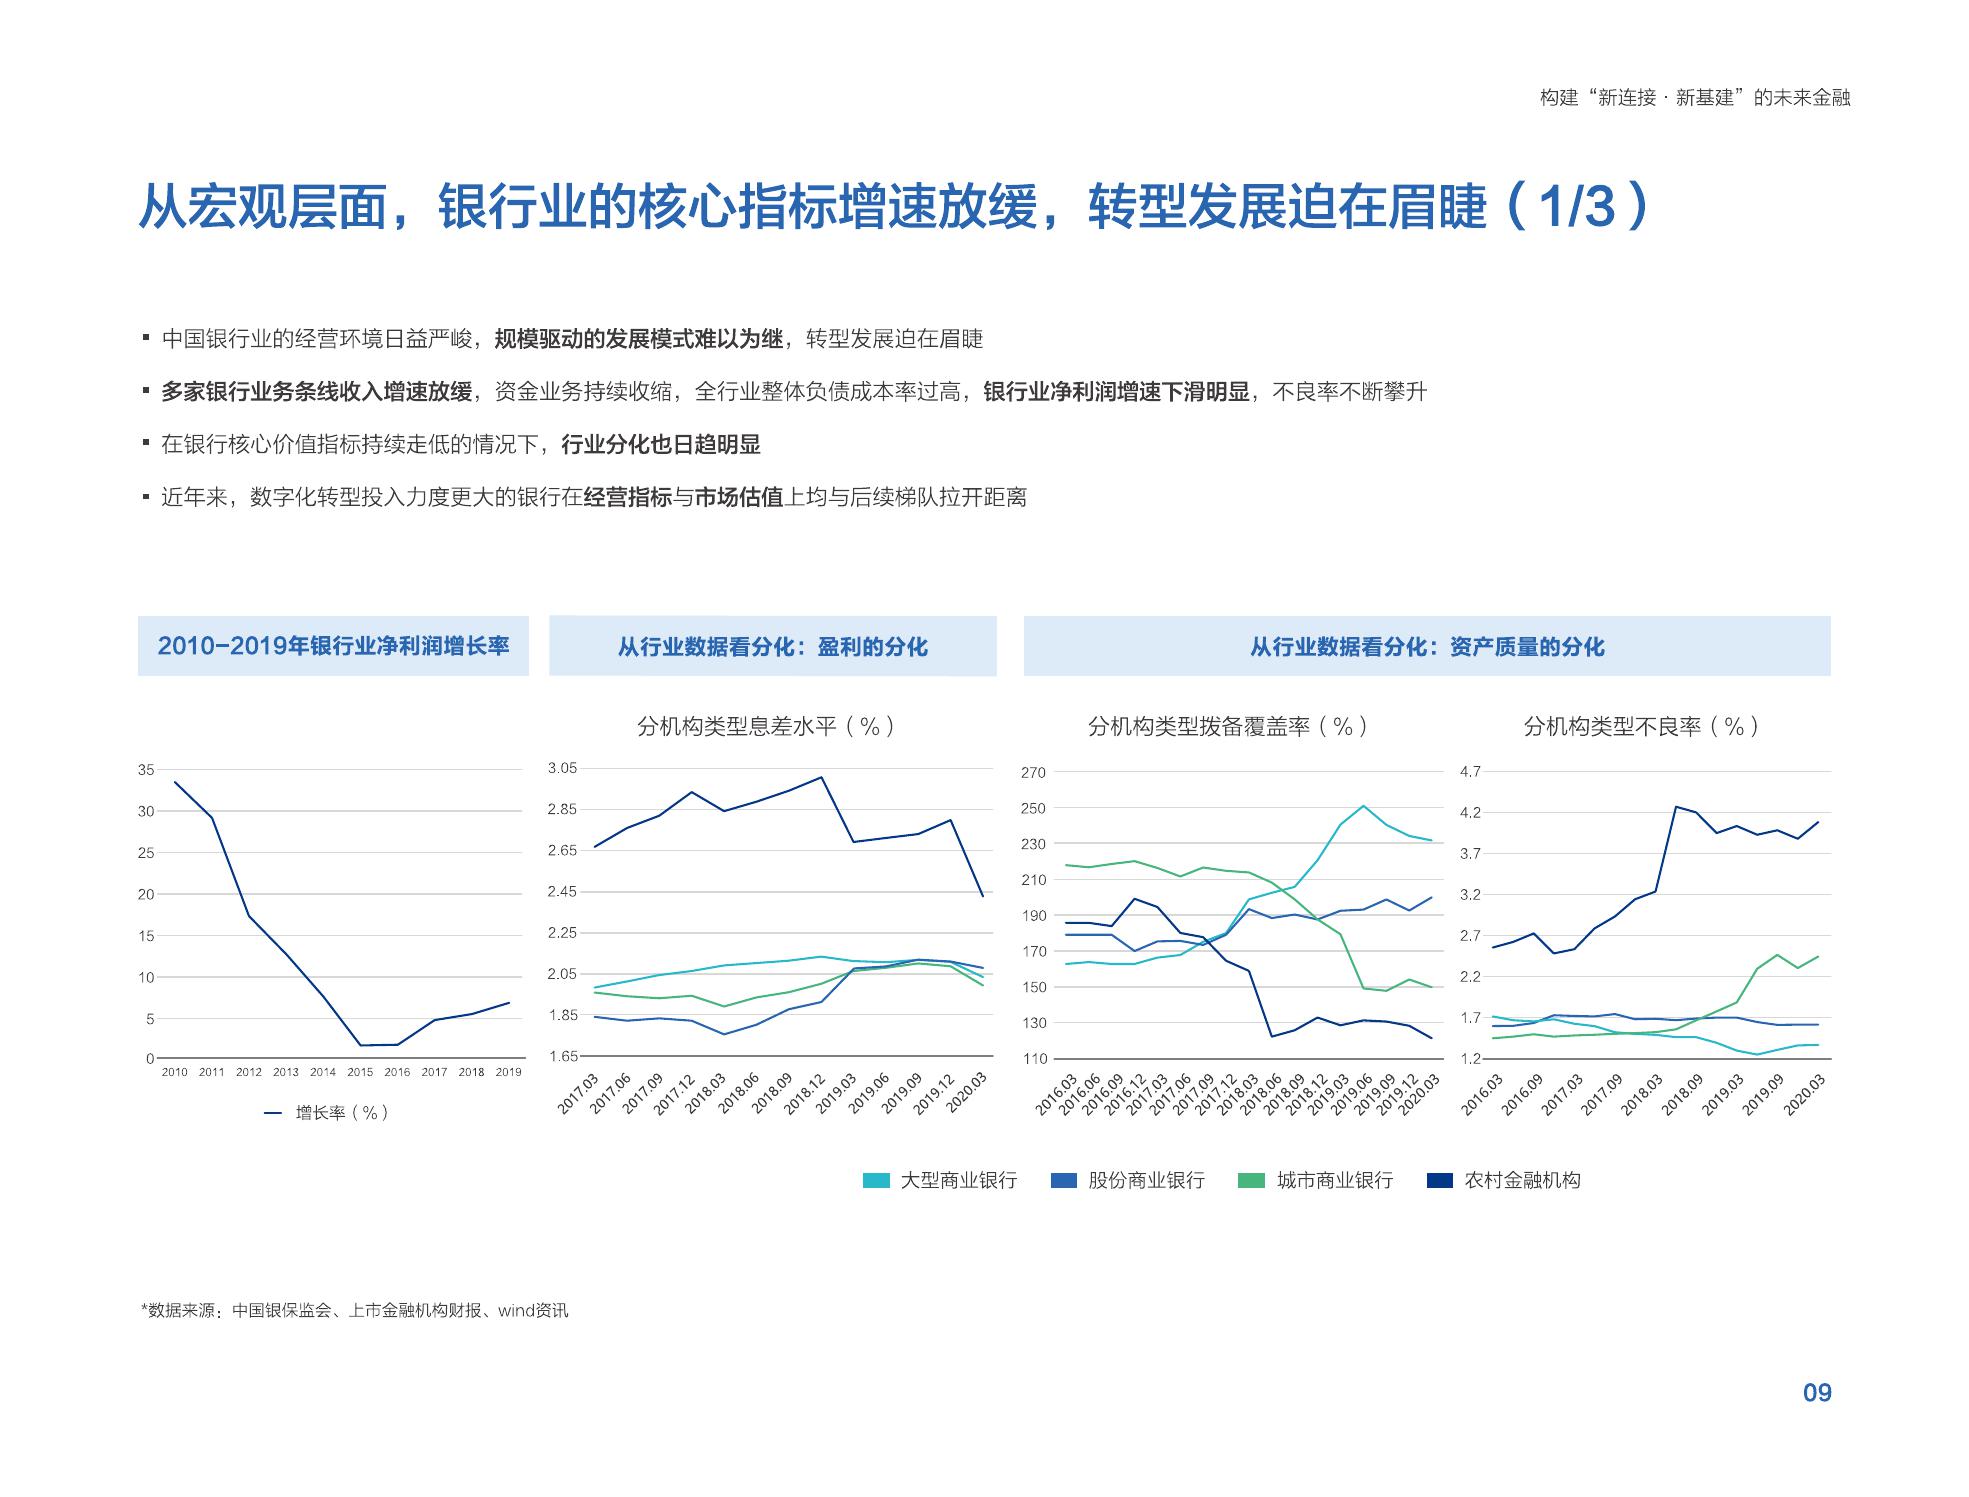 构建“新连接·新基建”的未来金融
从宏观层面，银行业的核心指标增速放缓，转型发展迫在眉睫（1/3）
▪ 中国银行业的经营环境日益严峻，规模驱动的发展模式难以为继，转型发展迫在眉睫
▪ 多家银行业务条线收入增速放缓，资金业务持续收缩，全行业整体负债成本率过高，银行业净利润增速下滑明显，不良率不断攀升
▪ 在银行核心价值指标持续走低的情况下，行业分化也日趋明显
▪ 近年来，数字化转型投入力度更大的银行在经营指标与市场估值上均与后续梯队拉开距离
2010-2019年银行业净利润增长率
35
30
25
20
15
10
5
0
2010 2011 2012 2013 2014 2015 2016 2017 2018 2019
增长率（%）
从行业数据看分化：盈利的分化
分机构类型息差水平（%）
3.05
2.85
2.65
2.45
2.25
2.05
1.85
1.65
2017.03 2017.06 2017.09 2017.12 2018.03 2018.06 2018.09 2018.12 2019.03 2019.06 2019.09 2019.12 2020.03
从行业数据看分化：资产质量的分化
分机构类型拨备覆盖率（%）
270
250
230
210
190
170
150
130
110
2016.03 2016.06 2016.09 2016.12 2017.03 2017.06 2017.09 2017.12 2018.03 2018.06 2018.09 2018.12 2019.03 2019.06 2019.09 2019.12 2020.03
分机构类型不良率（%）
4.7
4.2
3.7
3.2
2.7
2.2
1.7
1.2
2016.03 2016.09 2017.03 2017.09 2018.03 2018.09 2019.03 2019.09 2020.03
大型商业银行 股份商业银行 城市商业银行 农村金融机构
*数据来源：中国银保监会、上市金融机构财报、wind资讯
09